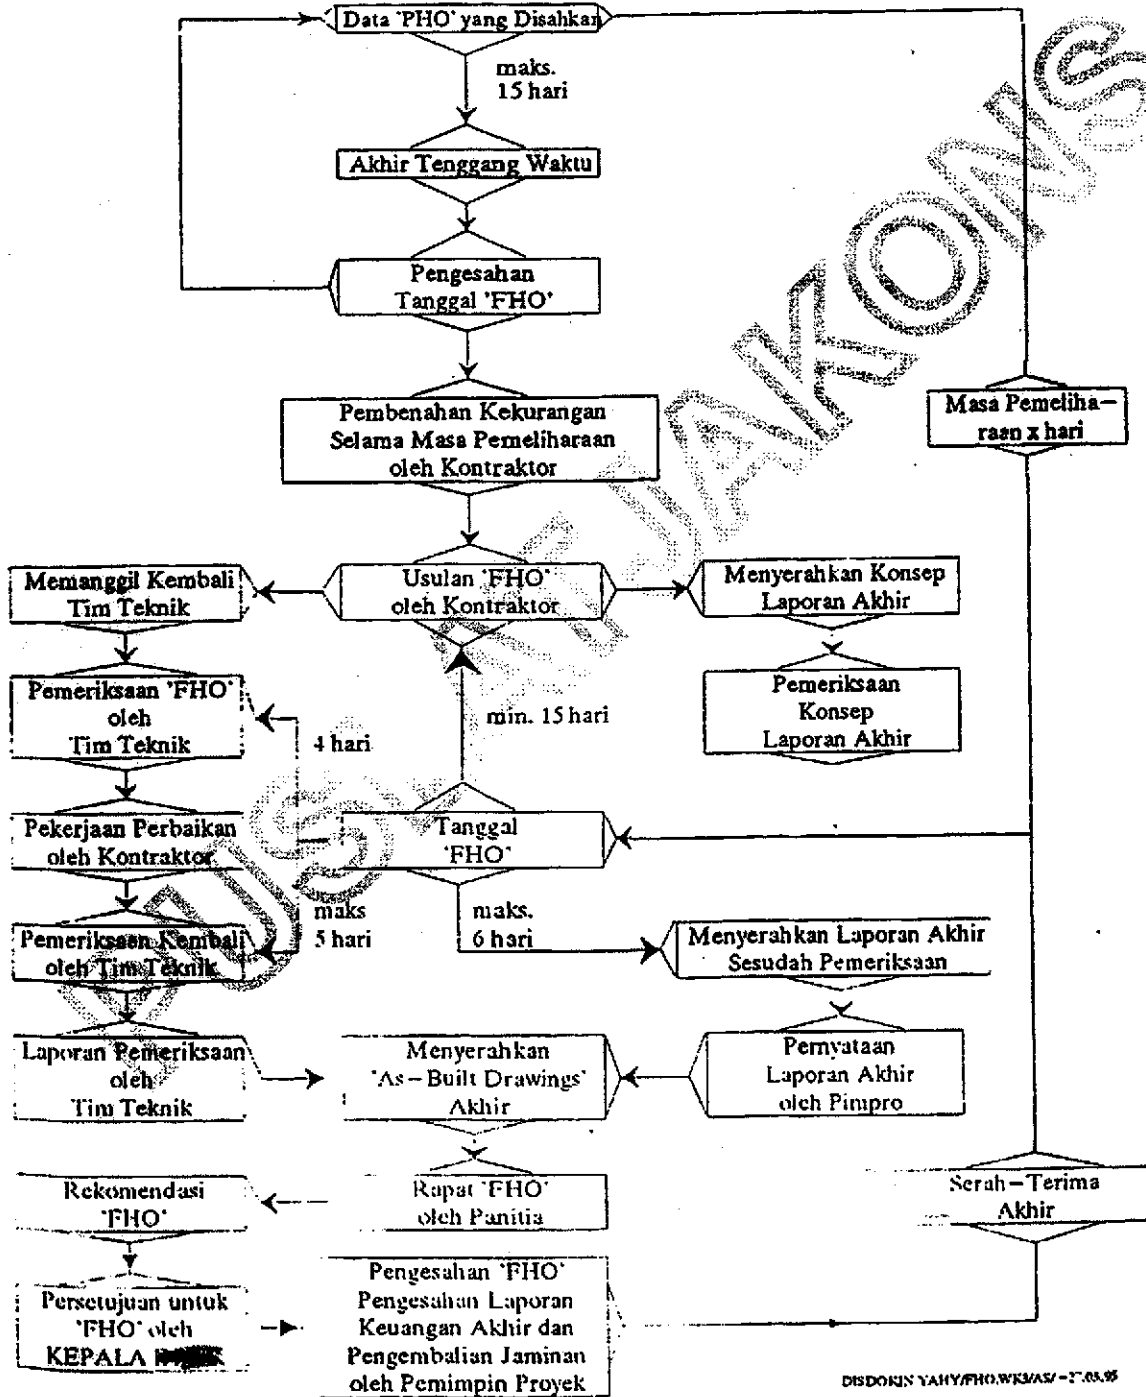 Data 'PHO' yang Disahkan
maks.
15 hari
Akhir Tenggang Waktu
Pengesahan
Tanggal 'FHO'
Pembenahan Kekurangan
Selama Masa Pemeliharaan
oleh Kontraktor
Masa Pemeliha-
raan x hari
Memanggil Kembali
Tim Teknik
Usulan 'FHO'
oleh Kontraktor
Menyerahkan Konsep
Laporan Akhir
Pemeriksaan 'FHO'
oleh
Tim Teknik
4 hari
min. 15 hari
Pemeriksaan
Konsep
Laporan Akhir
Pekerjaan Perbaikan
oleh Kontraktor
Tanggal
'FHO'
maks
5 hari
maks.
6 hari
Pemeriksaan Kembali
oleh Tim Teknik
Menyerahkan Laporan Akhir
Sesudah Pemeriksaan
Laporan Pemeriksaan
oleh
Tim Teknik
Menyerahkan
'As-Built Drawings'
Akhir
Pernyataan
Laporan Akhir
oleh Pimpro
Rekomendasi
'FHO'
Rapat 'FHO'
oleh Panitia
Serah-Terima
Akhir
Persetujuan untuk
'FHO' oleh
KEPALA
Pengesahan 'FHO'
Pengesahan Laporan
Keuangan Akhir dan
Pengembalian Jaminan
oleh Pemimpin Proyek
JAKONS